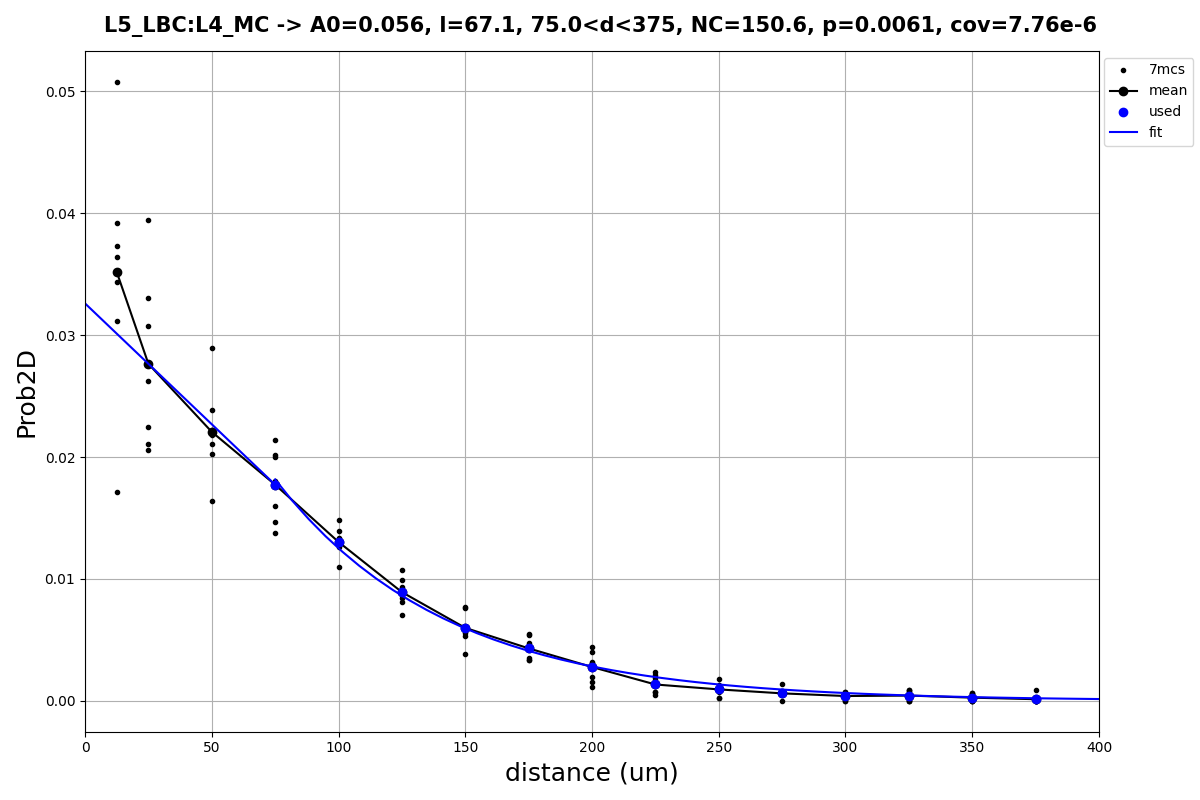 L5_LBC:L4_MC -> A0=0.056, l=67.1, 75.0<d<375, NC=150.6, p=0.0061, cov=7.76e-6
7mcs
mean
used
fit
0.05
0.04
0.03
0.02
0.01
0.00
Prob2D
0 50 100 150 200 250 300 350 400
distance (um)